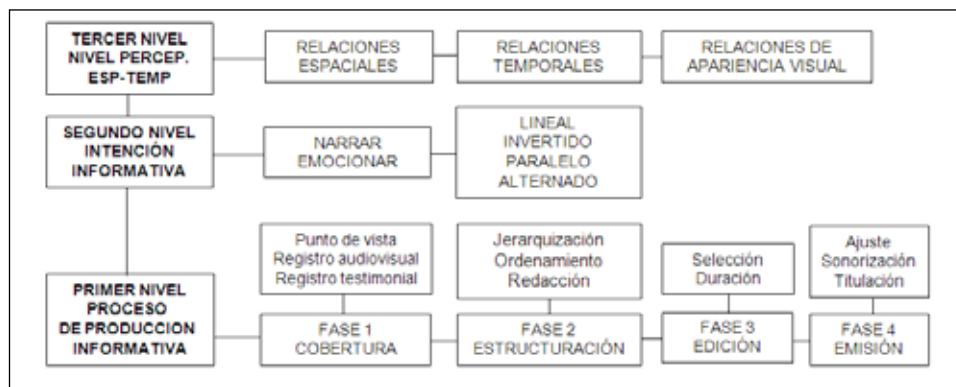 TERCER NIVEL
NIVEL PERCEP.
ESP-TEMP
RELACIONES
ESPACIALES
RELACIONES
TEMPORALES
RELACIONES DE
APARIENCIA VISUAL
SEGUNDO NIVEL
INTENCIÓN
INFORMATIVA
NARRAR
EMOCIONAR
LINEAL
INVERTIDO
PARALELO
ALTERNADO
Punto de vista
Registro audiovisual
Registro testimonial
Jerarquización
Ordenamiento
Redacción
Selección
Duración
Ajuste
Sonorización
Titulación
PRIMER NIVEL
PROCESO
DE PRODUCCION
INFORMATIVA
FASE 1
COBERTURA
FASE 2
ESTRUCTURACIÓN
FASE 3
EDICIÓN
FASE 4
EMISIÓN